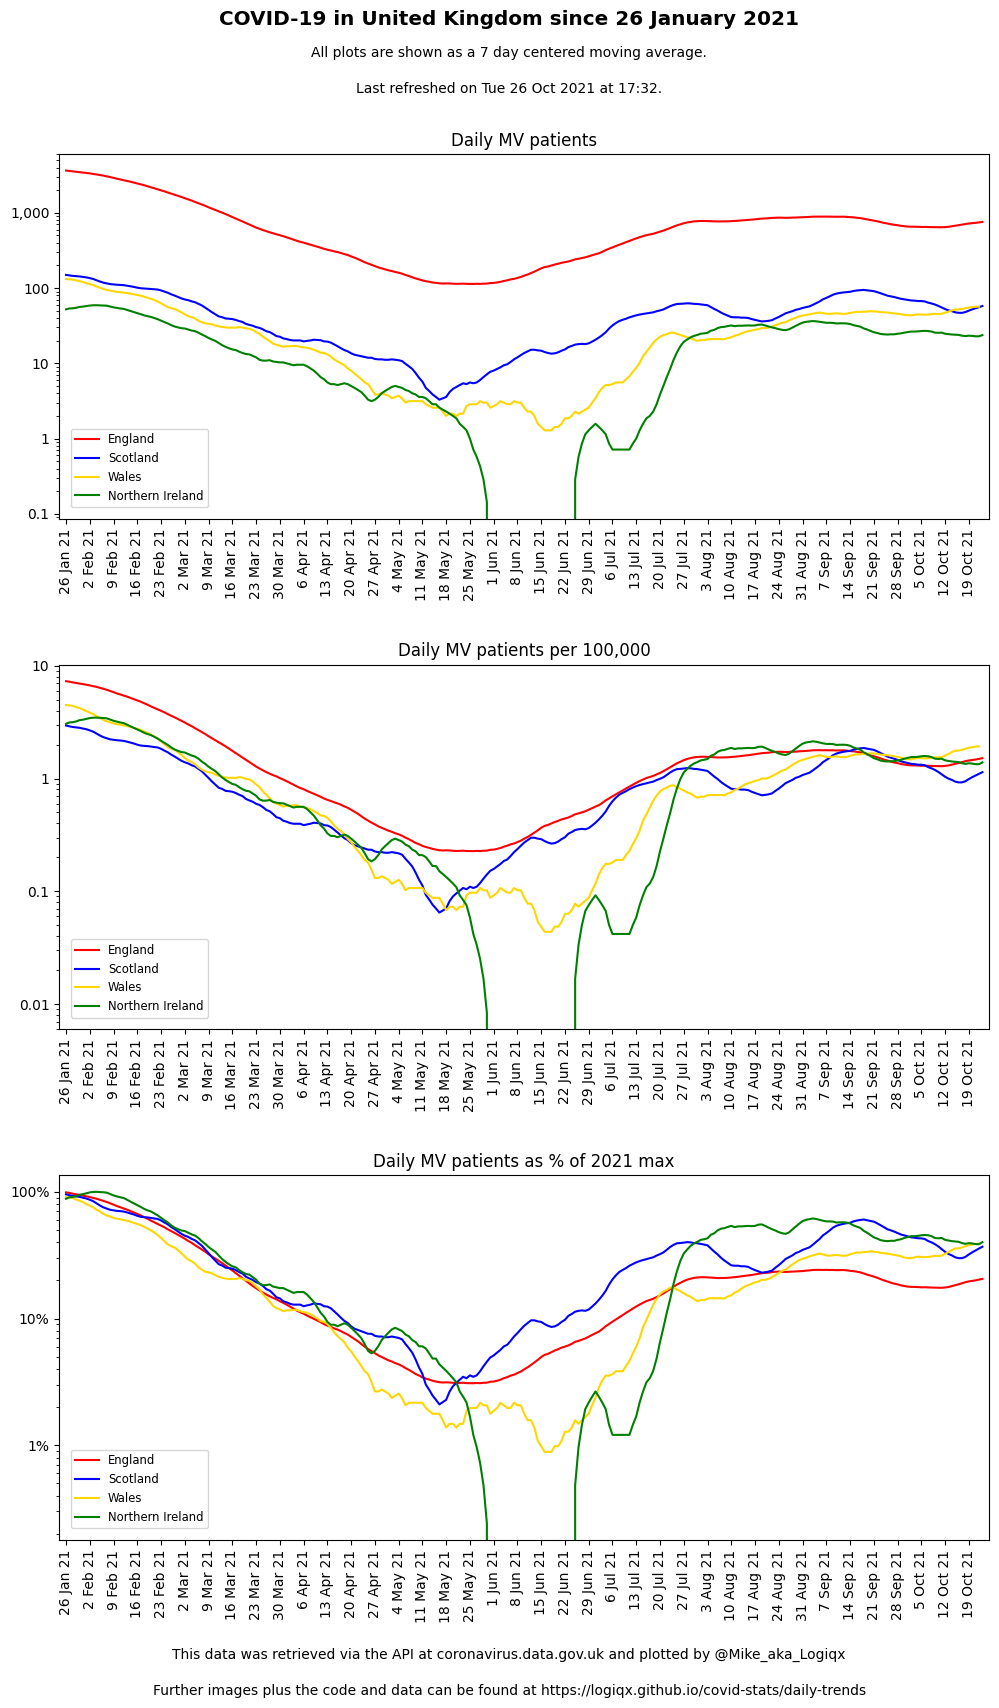 COVID-19 in United Kingdom since 26 January 2021
All plots are shown as a 7 day centered moving average.
Last refreshed on Tue 26 Oct 2021 at 17:32.
Daily MV patients
1,000
100
10
1
0.1
England
Scotland
Wales
Northern Ireland
26 Jan 21
2 Feb 21
9 Feb 21
16 Feb 21
23 Feb 21
2 Mar 21
9 Mar 21
16 Mar 21
23 Mar 21
30 Mar 21
6 Apr 21
13 Apr 21
20 Apr 21
27 Apr 21
4 May 21
11 May 21
18 May 21
25 May 21
1 Jun 21
8 Jun 21
15 Jun 21
22 Jun 21
29 Jun 21
6 Jul 21
13 Jul 21
20 Jul 21
27 Jul 21
3 Aug 21
10 Aug 21
17 Aug 21
24 Aug 21
31 Aug 21
7 Sep 21
14 Sep 21
21 Sep 21
28 Sep 21
5 Oct 21
12 Oct 21
19 Oct 21
Daily MV patients per 100,000
10
1
0.1
0.01
England
Scotland
Wales
Northern Ireland
26 Jan 21
2 Feb 21
9 Feb 21
16 Feb 21
23 Feb 21
2 Mar 21
9 Mar 21
16 Mar 21
23 Mar 21
30 Mar 21
6 Apr 21
13 Apr 21
20 Apr 21
27 Apr 21
4 May 21
11 May 21
18 May 21
25 May 21
1 Jun 21
8 Jun 21
15 Jun 21
22 Jun 21
29 Jun 21
6 Jul 21
13 Jul 21
20 Jul 21
27 Jul 21
3 Aug 21
10 Aug 21
17 Aug 21
24 Aug 21
31 Aug 21
7 Sep 21
14 Sep 21
21 Sep 21
28 Sep 21
5 Oct 21
12 Oct 21
19 Oct 21
Daily MV patients as % of 2021 max
100%
10%
1%
England
Scotland
Wales
Northern Ireland
26 Jan 21
2 Feb 21
9 Feb 21
16 Feb 21
23 Feb 21
2 Mar 21
9 Mar 21
16 Mar 21
23 Mar 21
30 Mar 21
6 Apr 21
13 Apr 21
20 Apr 21
27 Apr 21
4 May 21
11 May 21
18 May 21
25 May 21
1 Jun 21
8 Jun 21
15 Jun 21
22 Jun 21
29 Jun 21
6 Jul 21
13 Jul 21
20 Jul 21
27 Jul 21
3 Aug 21
10 Aug 21
17 Aug 21
24 Aug 21
31 Aug 21
7 Sep 21
14 Sep 21
21 Sep 21
28 Sep 21
5 Oct 21
12 Oct 21
19 Oct 21
This data was retrieved via the API at coronavirus.data.gov.uk and plotted by @Mike_aka_Logiqx
Further images plus the code and data can be found at https://logiqx.github.io/covid-stats/daily-trends